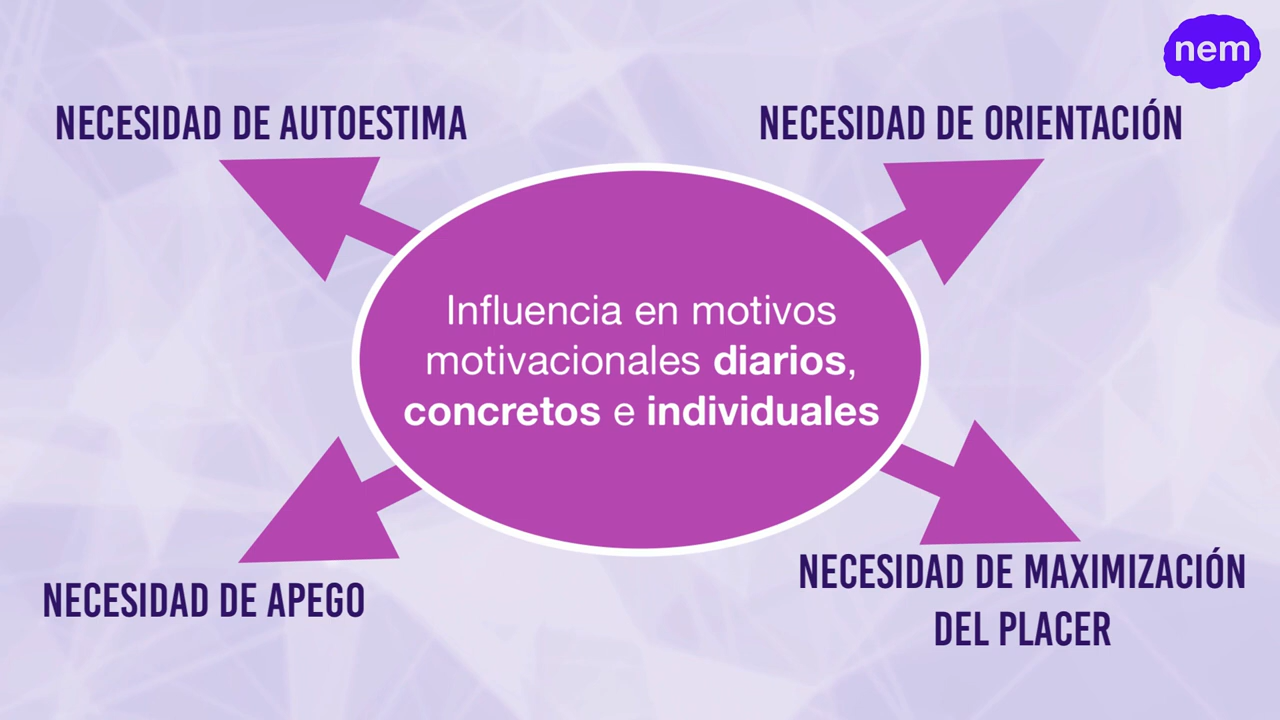 nem
NECESIDAD DE AUTOESTIMA
NECESIDAD DE ORIENTACIÓN
Influencia en motivos
motivacionales diarios,
concretos e individuales
NECESIDAD DE APEGO
NECESIDAD DE MAXIMIZACIÓN
DEL PLACER